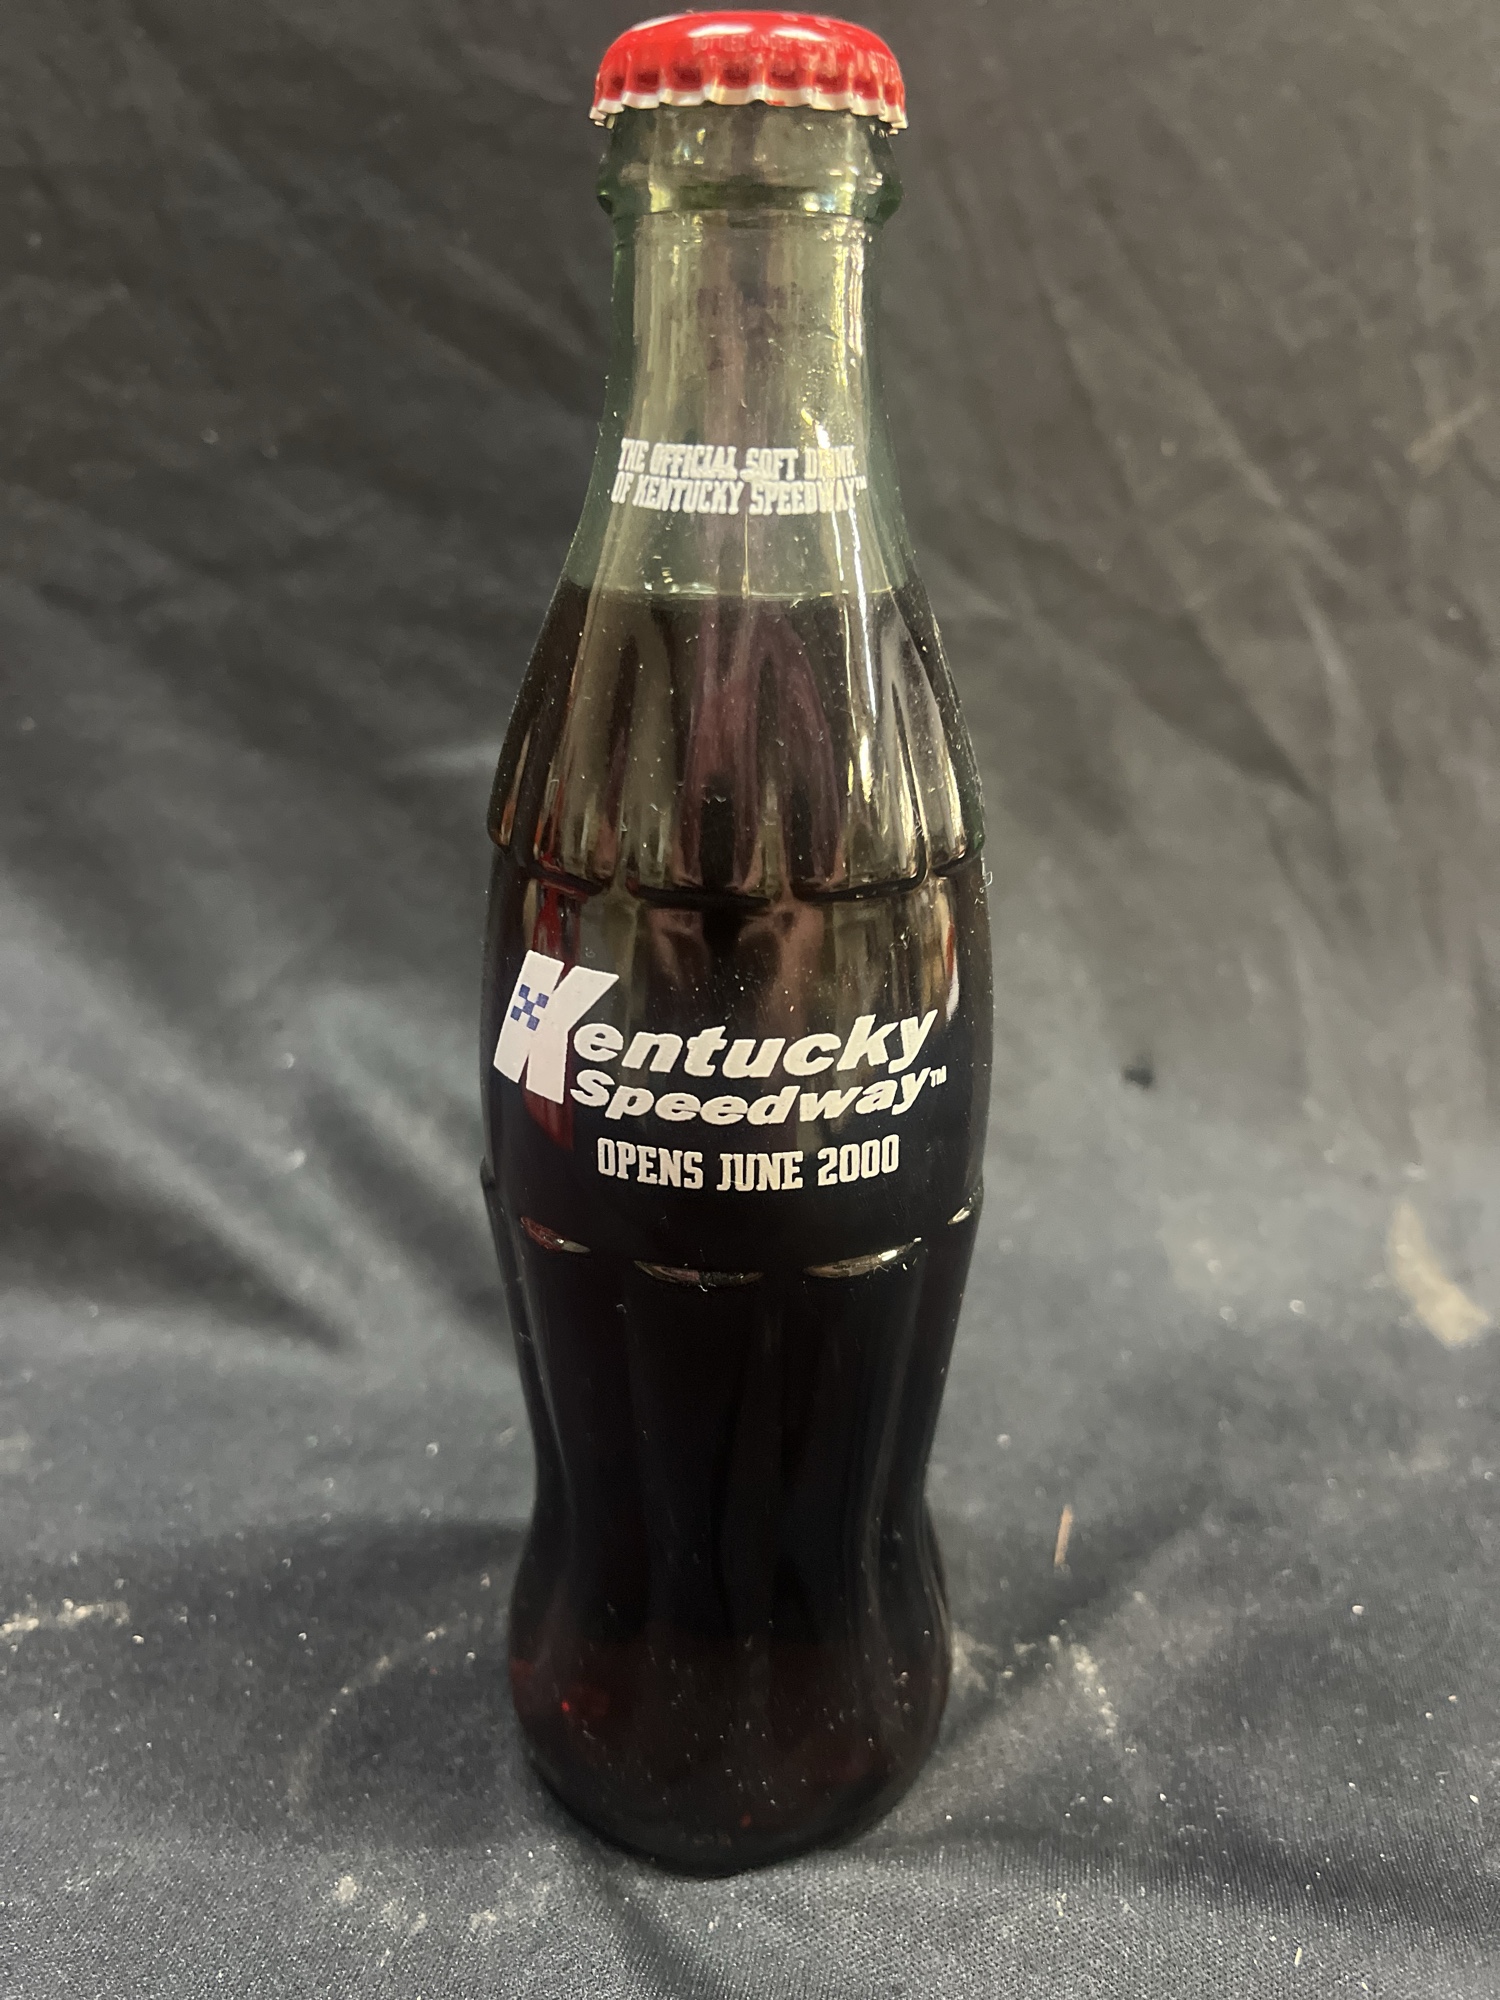 THE OFFICIAL SOFT DRINK
OF KENTUCKY SPEEDWAY™
Kentucky
Speedway™
OPENS JUNE 2000